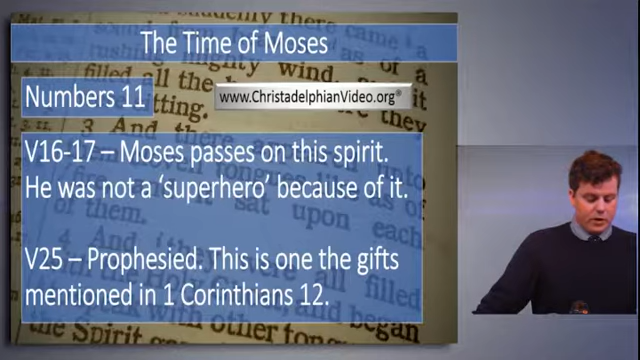 The Time of Moses
Numbers 11
www.ChristadelphianVideo.org®
V16-17 – Moses passes on this spirit.
He was not a 'superhero' because of it.
V25 – Prophesied. This is one the gifts
mentioned in 1 Corinthians 12.